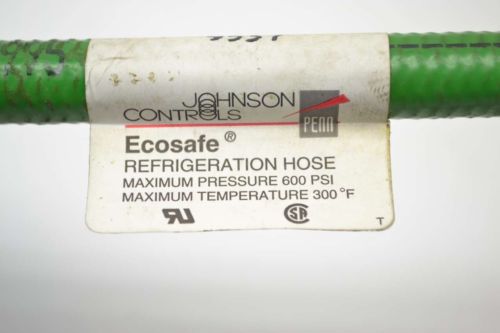 JOHNSON
CONTROLS
PENN
Ecosafe®
REFRIGERATION HOSE
MAXIMUM PRESSURE 600 PSI
MAXIMUM TEMPERATURE 300 °F
T